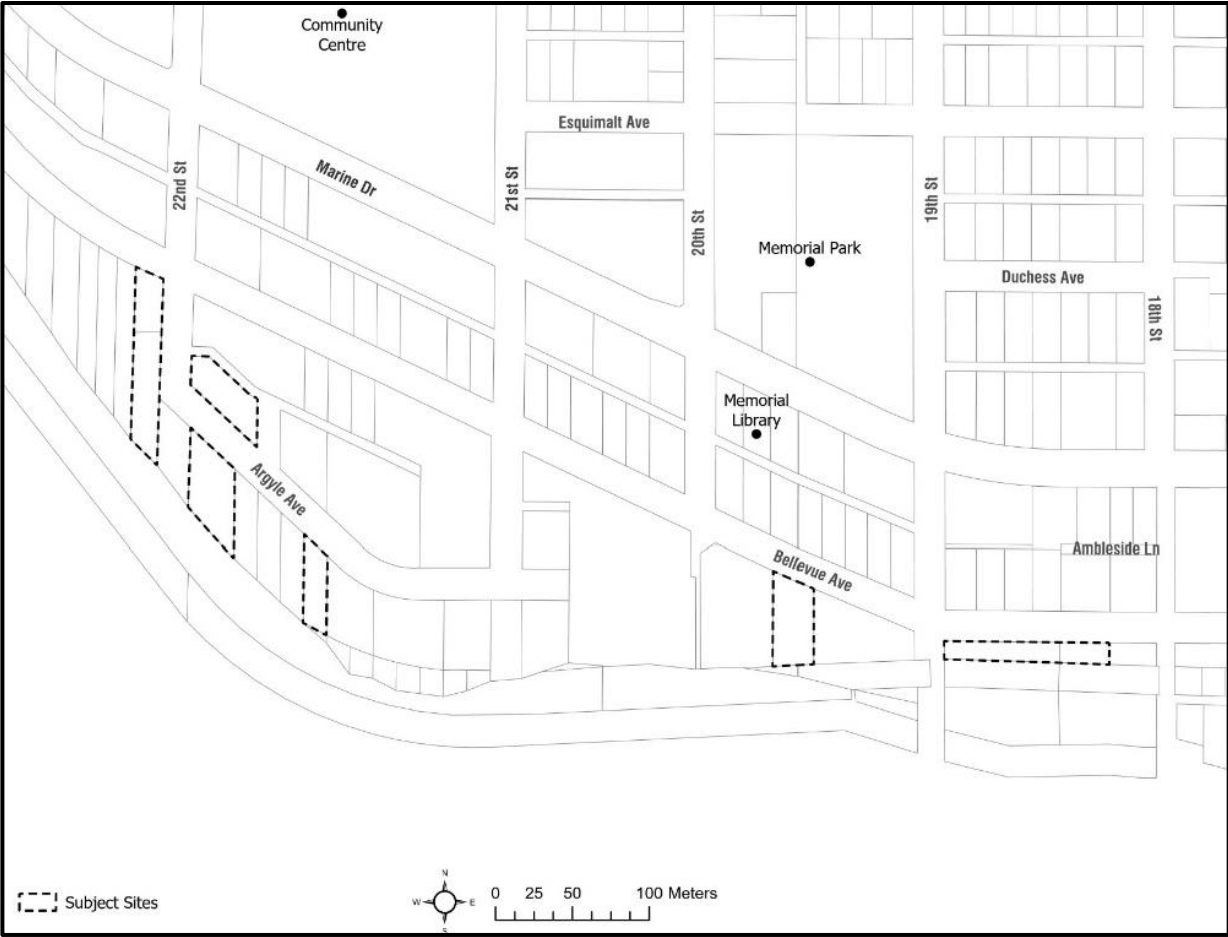 Community
Centre
Esquimalt Ave
Marine Dr
22nd St
21st St
20th St
19th St
Memorial Park
Duchess Ave
18th St
Memorial
Library
Argyle Ave
Bellevue Ave
Ambleside Ln
Subject Sites
N
W E
S
0 25 50 100 Meters